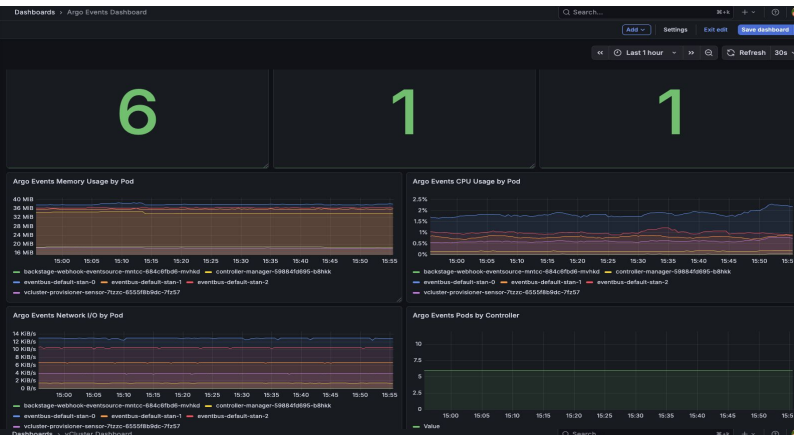 Dashboards › Argo Events Dashboard
Search... ⌘+k
Add Settings Exit edit Save dashboard
Last 1 hour Refresh 30s
6 1 1
Argo Events Memory Usage by Pod
40 MiB
36 MiB
32 MiB
28 MiB
24 MiB
20 MiB
16 MiB
15:00 15:05 15:10 15:15 15:20 15:25 15:30 15:35 15:40 15:45 15:50 15:55
backstage-webhook-eventsource-mntcc-684c6fbd6-mvhkd controller-manager-59884fd695-b8hkk
eventbus-default-stan-0 eventbus-default-stan-1 eventbus-default-stan-2
vcluster-provisioner-sensor-7tzzc-6555f8b9dc-7fz57
Argo Events CPU Usage by Pod
2.5%
2%
1.5%
1%
0.5%
0%
15:00 15:05 15:10 15:15 15:20 15:25 15:30 15:35 15:40 15:45 15:50
backstage-webhook-eventsource-mntcc-684c6fbd6-mvhkd controller-manager-59884fd695-b8hkk
eventbus-default-stan-0 eventbus-default-stan-1 eventbus-default-stan-2
vcluster-provisioner-sensor-7tzzc-6555f8b9dc-7fz57
Argo Events Network I/O by Pod
14 KiB/s
12 KiB/s
10 KiB/s
8 KiB/s
6 KiB/s
4 KiB/s
2 KiB/s
0 B/s
15:00 15:05 15:10 15:15 15:20 15:25 15:30 15:35 15:40 15:45 15:50 15:55
backstage-webhook-eventsource-mntcc-684c6fbd6-mvhkd controller-manager-59884fd695-b8hkk
eventbus-default-stan-0 eventbus-default-stan-1 eventbus-default-stan-2
vcluster-provisioner-sensor-7tzzc-6555f8b9dc-7fz57
Argo Events Pods by Controller
10
7.5
5
2.5
0
15:00 15:05 15:10 15:15 15:20 15:25 15:30 15:35 15:40 15:45 15:50
Value
Dashboards › vCluster Dashboard
Search... ⌘+k